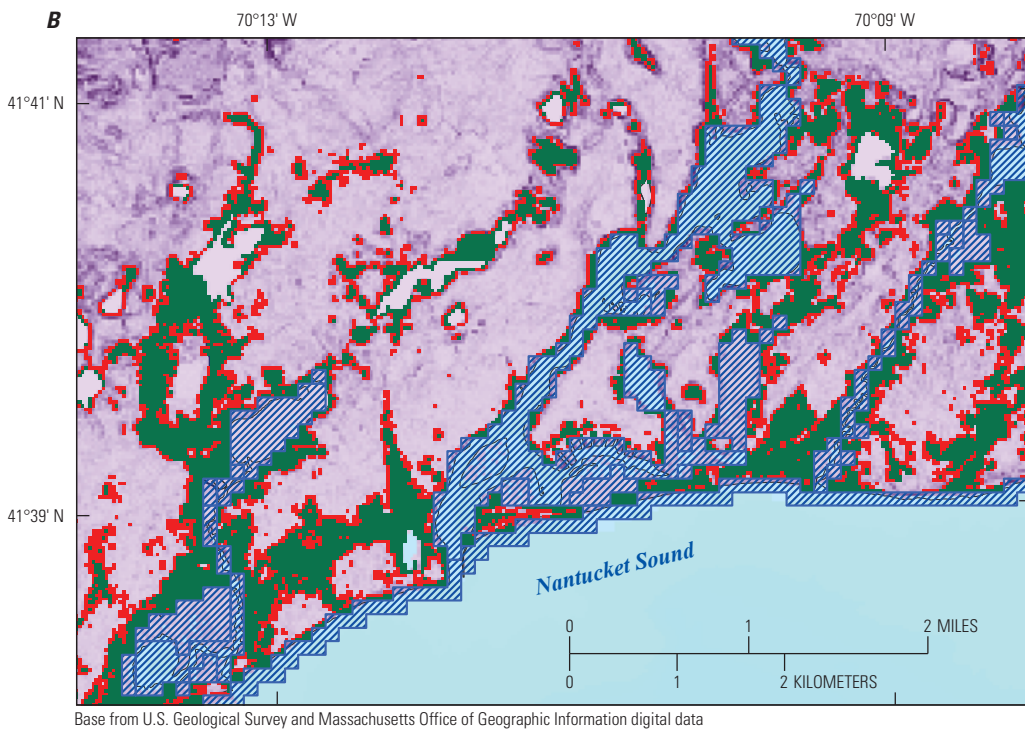 B
70°13' W
70°09' W
41°41' N
41°39' N
Nantucket Sound
0 1 2 MILES
0 1 2 KILOMETERS
Base from U.S. Geological Survey and Massachusetts Office of Geographic Information digital data